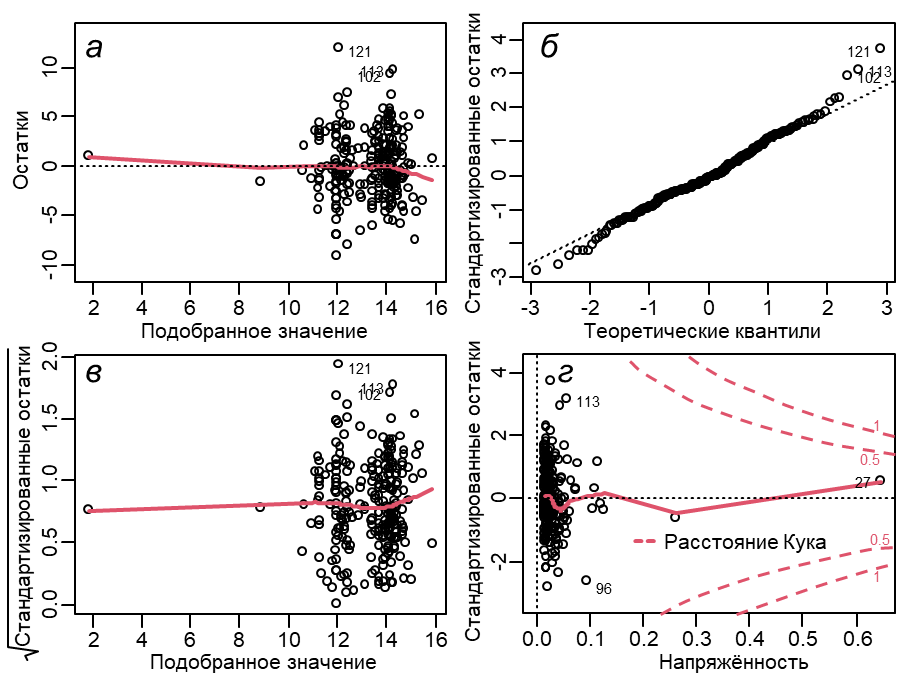 а
121
113
102
Остатки
10
5
0
-5
-10
2 4 6 8 10 12 14 16
Подобранное значение
б
121
113
102
Стандартизированные остатки
4
3
2
1
0
-1
-3
-3 -2 -1 0 1 2 3
Теоретические квантили
в
121
113
102
√Стандартизированные остатки
2.0
1.5
1.0
0.5
0.0
2 4 6 8 10 12 14 16
Подобранное значение
г
113
1
0.5
27
Расстояние Кука
0.5
1
96
Стандартизированные остатки
4
2
0
-2
0.0 0.1 0.2 0.3 0.4 0.5 0.6
Напряжённость